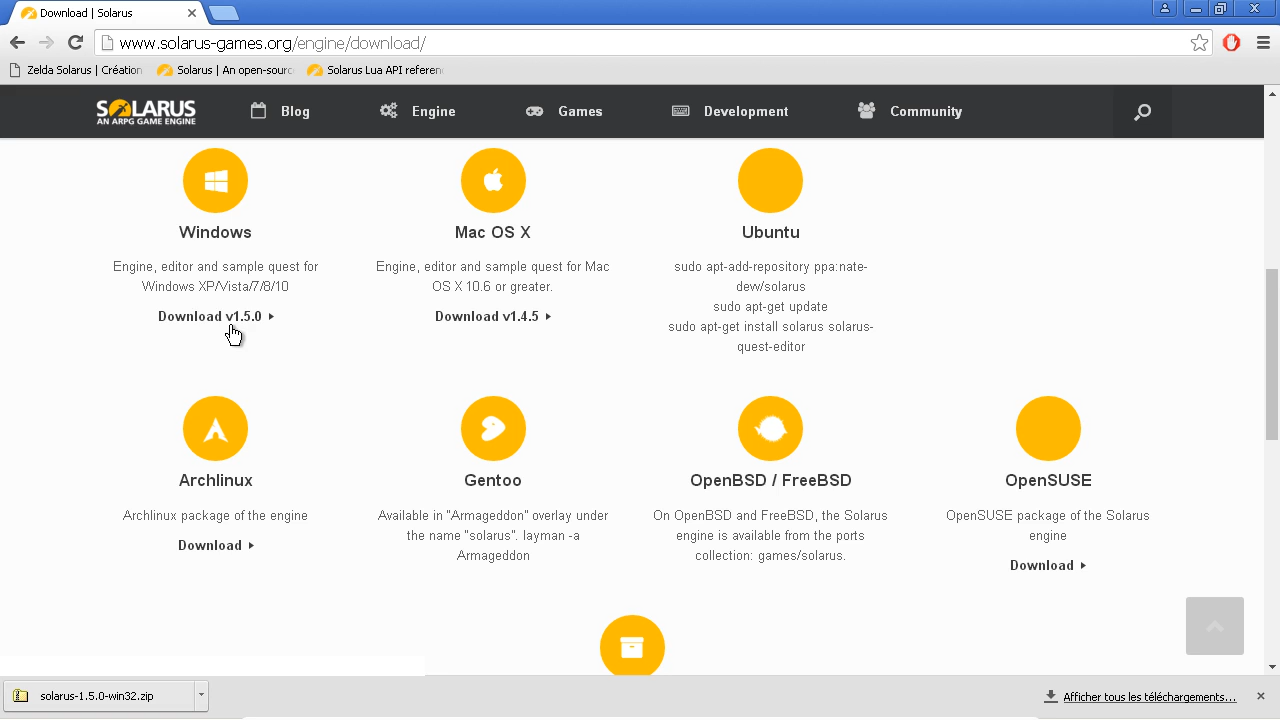 Download | Solarus
www.solarus-games.org/engine/download/
Zelda Solarus | Création
Solarus | An open-sourc
Solarus Lua API referen
SOLARUS
AN ARPG GAME ENGINE
Blog
Engine
Games
Development
Community
Windows
Engine, editor and sample quest for
Windows XP/Vista/7/8/10
Download v1.5.0
Mac OS X
Engine, editor and sample quest for Mac
OS X 10.6 or greater.
Download v1.4.5
Ubuntu
sudo apt-add-repository ppa:nate-
dew/solarus
sudo apt-get update
sudo apt-get install solarus solarus-
quest-editor
Archlinux
Archlinux package of the engine
Download
Gentoo
Available in "Armageddon" overlay under
the name "solarus". layman -a
Armageddon
OpenBSD / FreeBSD
On OpenBSD and FreeBSD, the Solarus
engine is available from the ports
collection: games/solarus.
OpenSUSE
OpenSUSE package of the Solarus
engine
Download
solarus-1.5.0-win32.zip
Afficher tous les téléchargements...